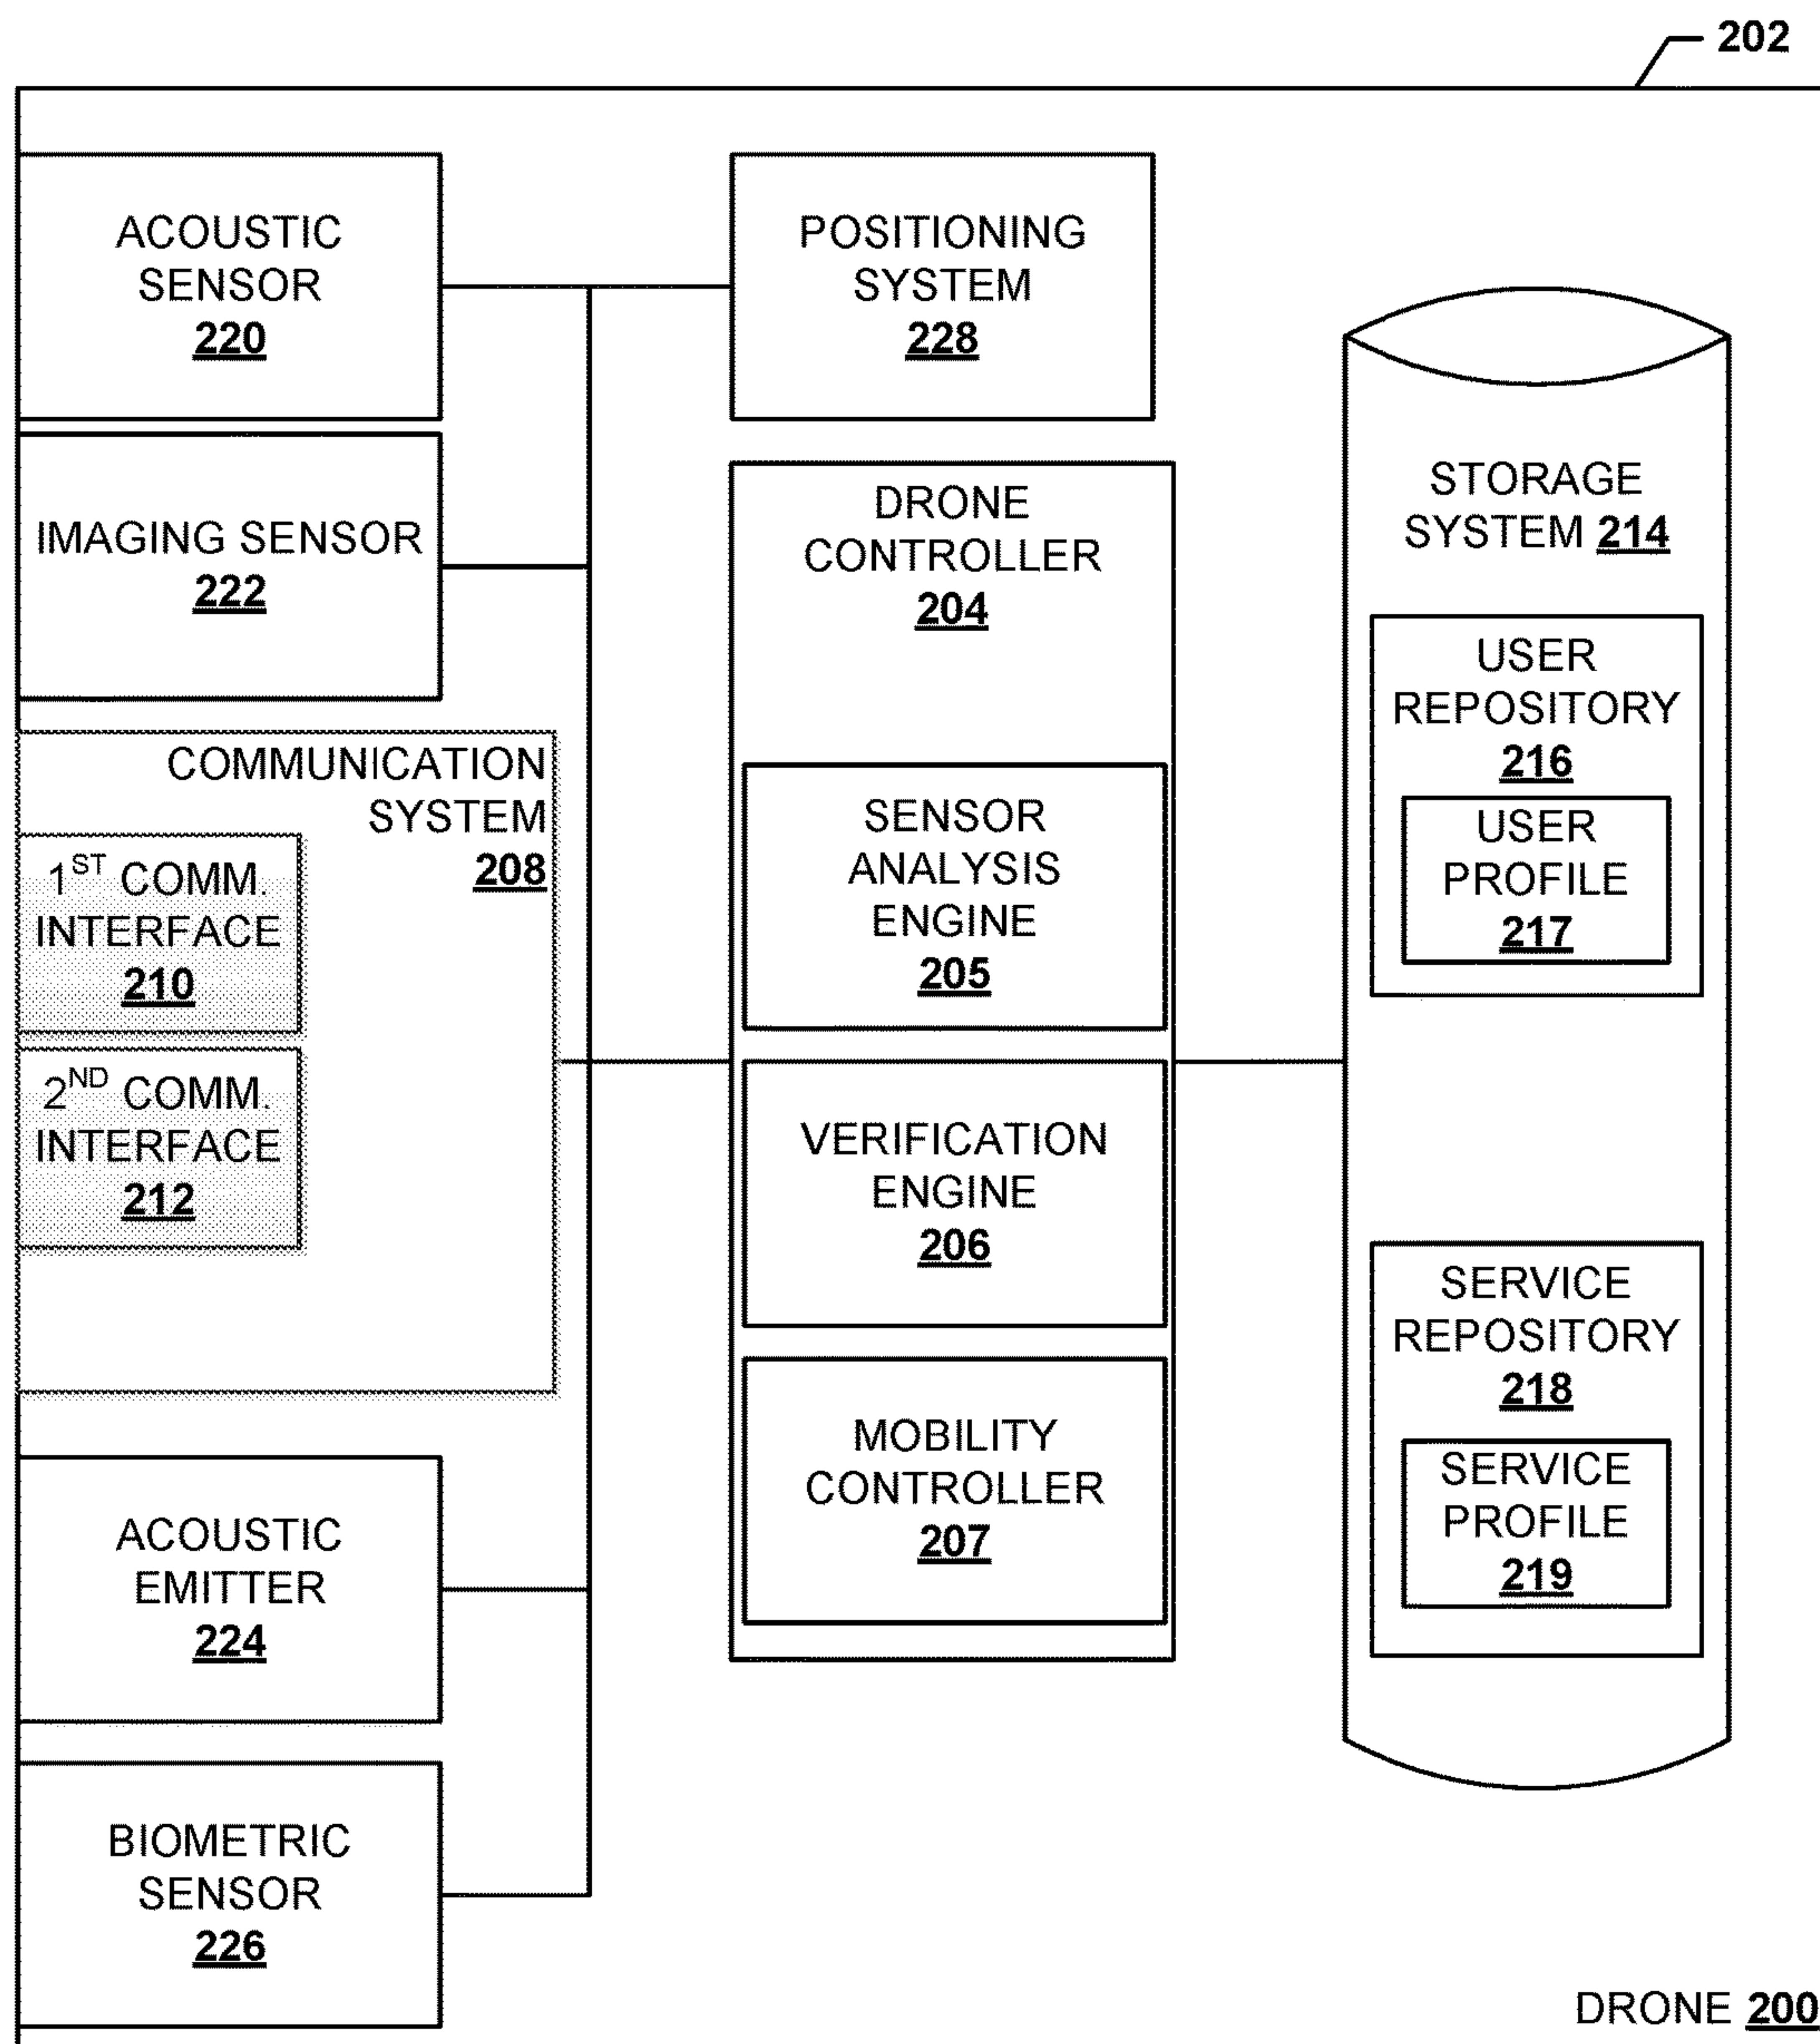 202
ACOUSTIC
SENSOR
220
POSITIONING
SYSTEM
228
IMAGING SENSOR
222
DRONE
CONTROLLER
204
STORAGE
SYSTEM 214
USER
REPOSITORY
216
USER
PROFILE
217
COMMUNICATION
SYSTEM
208
1ST COMM.
INTERFACE
210
2ND COMM.
INTERFACE
212
SENSOR
ANALYSIS
ENGINE
205
VERIFICATION
ENGINE
206
MOBILITY
CONTROLLER
207
SERVICE
REPOSITORY
218
SERVICE
PROFILE
219
ACOUSTIC
EMITTER
224
BIOMETRIC
SENSOR
226
DRONE 200